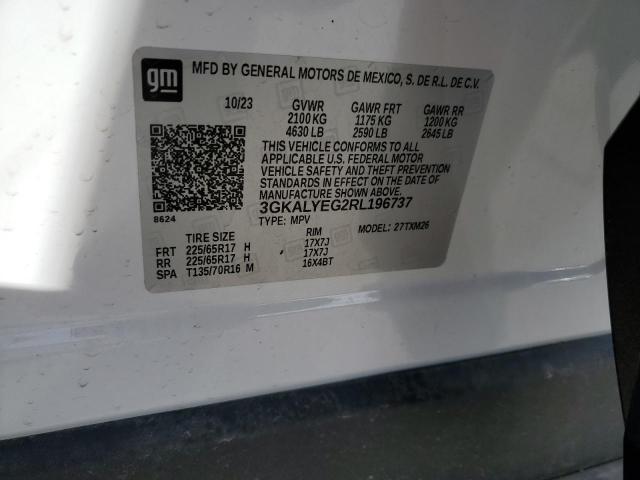 gm
MFD BY GENERAL MOTORS DE MEXICO, S. DE R.L. DE C.V.
10/23 GVWR GAWR FRT GAWR RR
2100 KG 1175 KG 1200 KG
4630 LB 2590 LB 2645 LB
THIS VEHICLE CONFORMS TO ALL
APPLICABLE U.S. FEDERAL MOTOR
VEHICLE SAFETY AND THEFT
PREVENTION STANDARDS IN EFFECT ON THE DATE OF
MANUFACTURE SHOWN ABOVE.
8624
3GKALYEG2RL196737
TYPE: MPV MODEL: 27TXM26
TIRE SIZE RIM
FRT 225/65R17 H 17X7J
RR 225/65R17 H 17X7J
SPA T135/70R16 M 16X4BT